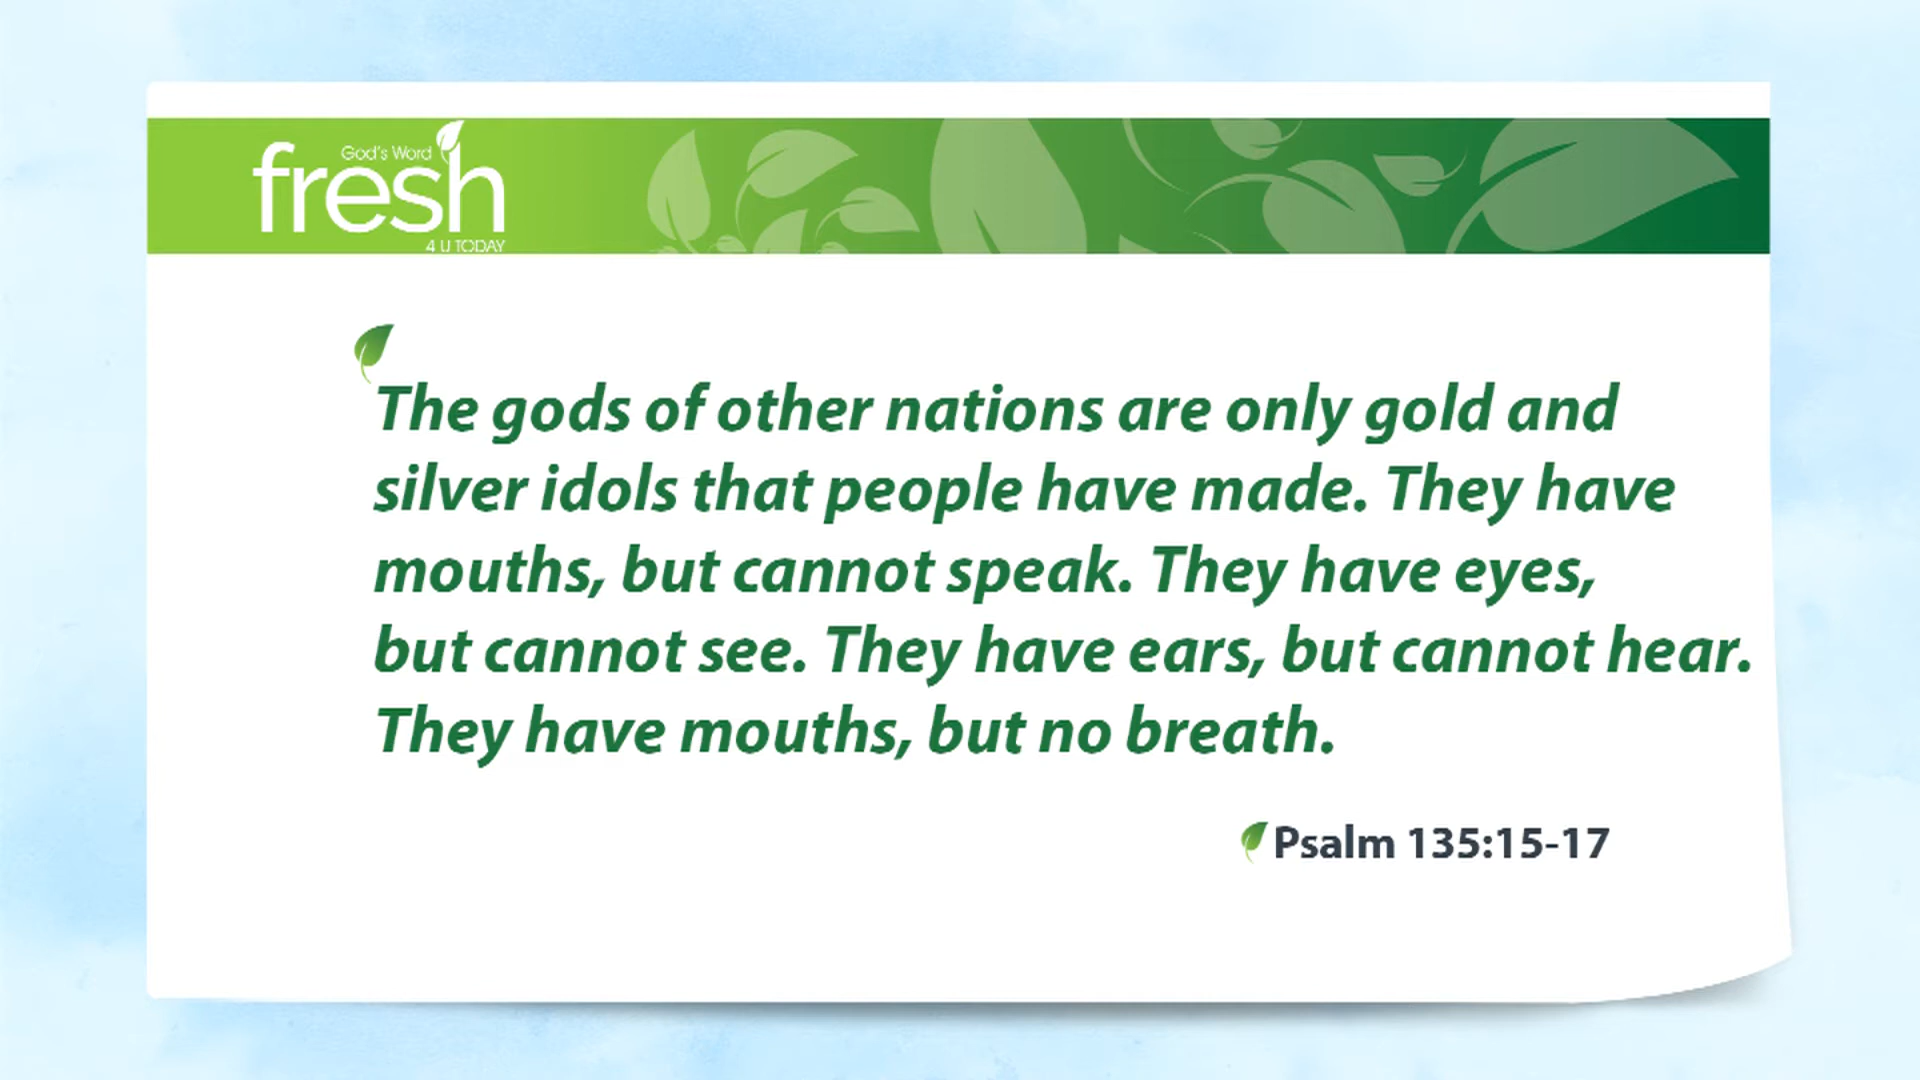 God's Word
fresh
4 U TODAY
The gods of other nations are only gold and
silver idols that people have made. They have
mouths, but cannot speak. They have eyes,
but cannot see. They have ears, but cannot hear.
They have mouths, but no breath.
Psalm 135:15-17